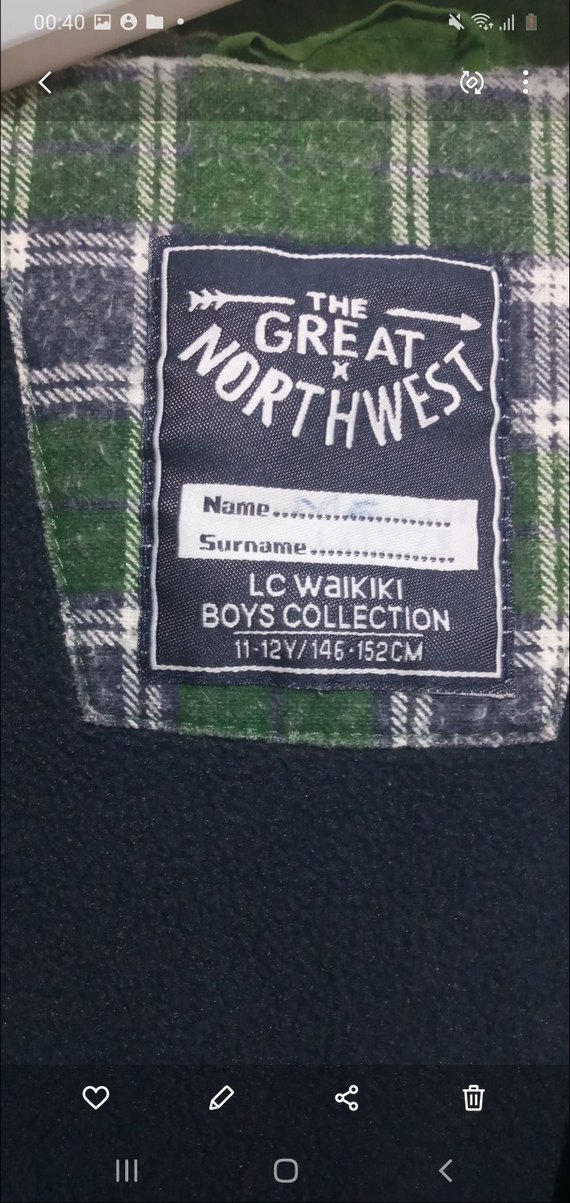 00:40
THE
GREAT
X
NORTHWEST
Name
Surname
LC WAIKIKI
BOYS COLLECTION
11-12Y/146-152CM